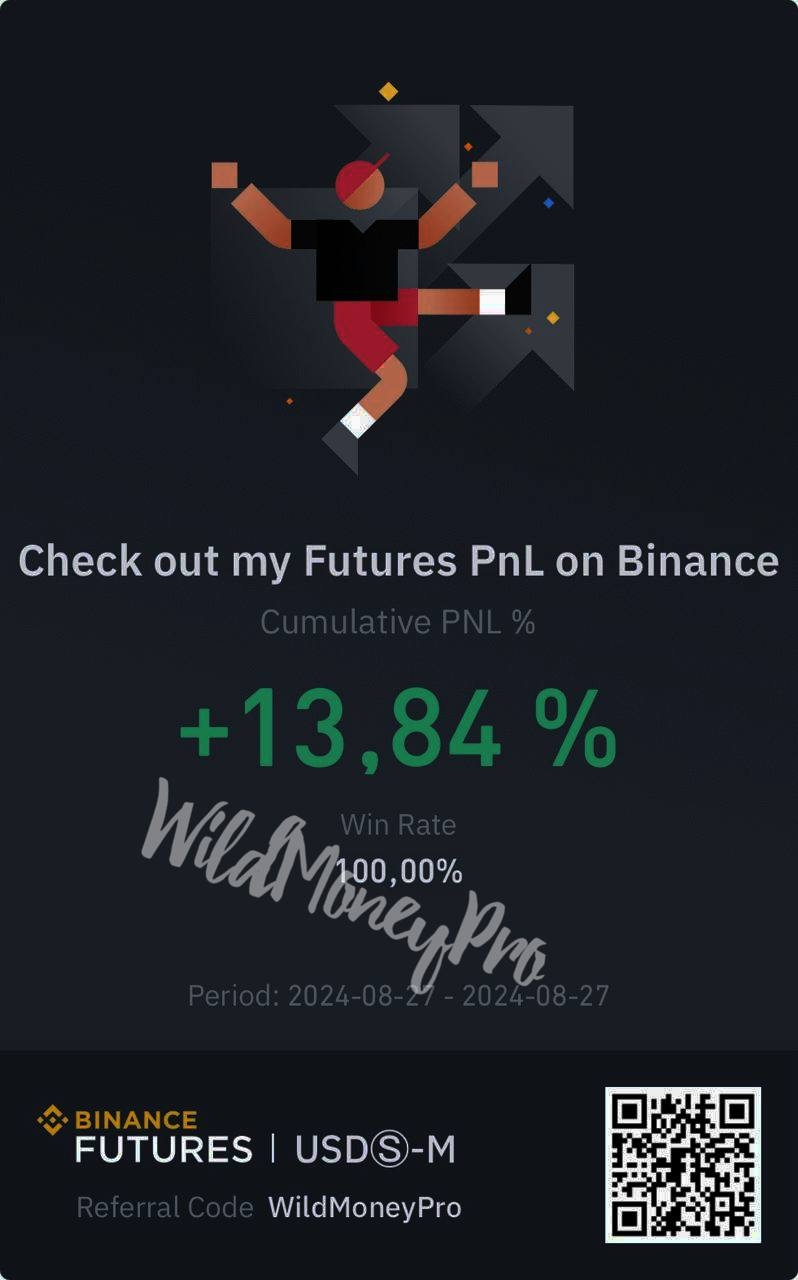 Check out my Futures PnL on Binance
Cumulative PNL %
+13,84 %
Win Rate
100,00%
WildMoneyPro
Period: 2024-08-27 - 2024-08-27
BINANCE
FUTURES | USDⓈ-M
Referral Code WildMoneyPro